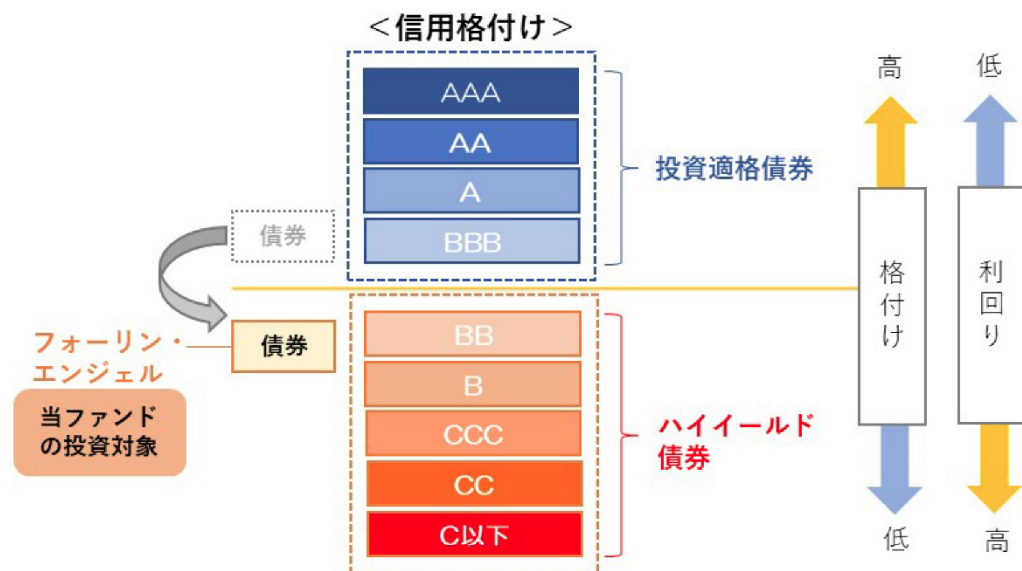 ＜信用格付け＞
AAA
AA
A
BBB
投資適格債券
債券
フォーリン・
エンジェル
債券
当ファンド
の投資対象
BB
B
CCC
CC
C以下
ハイイールド
債券
高
格付け
低
低
利回り
高